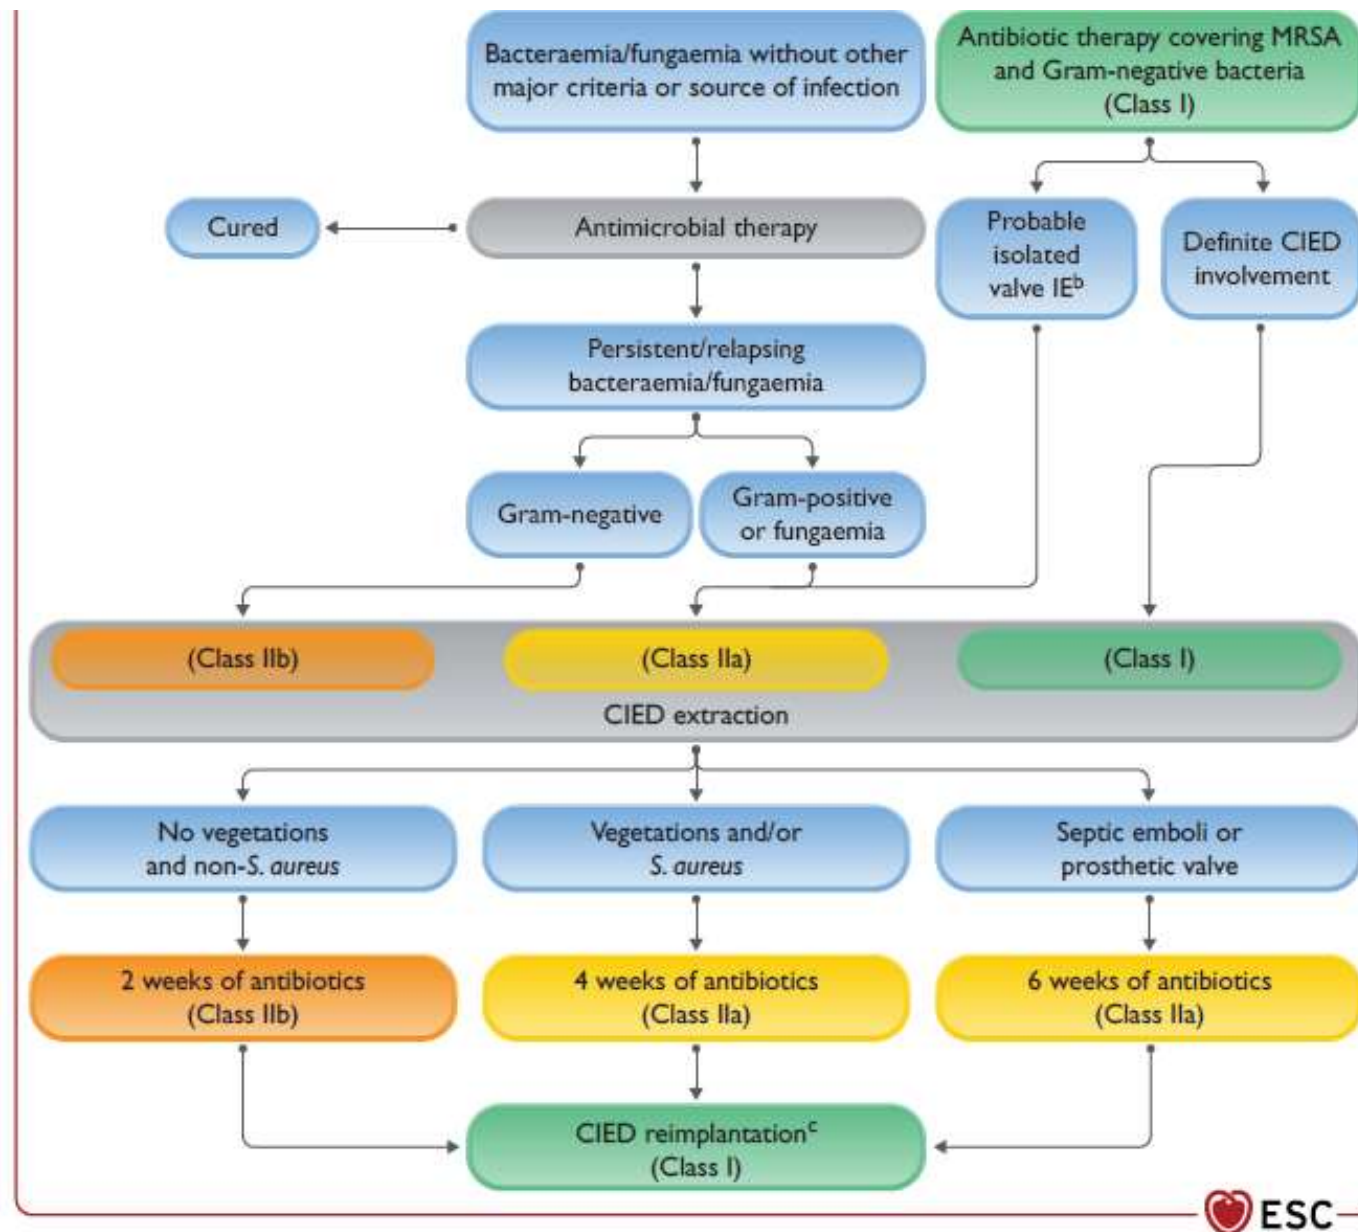 Bacteraemia/fungaemia without other
major criteria or source of infection
Antibiotic therapy covering MRSA
and Gram-negative bacteria
(Class I)
Cured
Antimicrobial therapy
Probable
isolated
valve IEᵇ
Definite CIED
involvement
Persistent/relapsing
bacteraemia/fungaemia
Gram-negative
Gram-positive
or fungaemia
(Class IIb)
(Class IIa)
(Class I)
CIED extraction
No vegetations
and non-S. aureus
Vegetations and/or
S. aureus
Septic emboli or
prosthetic valve
2 weeks of antibiotics
(Class IIb)
4 weeks of antibiotics
(Class IIa)
6 weeks of antibiotics
(Class IIa)
CIED reimplantationᶜ
(Class I)
ESC